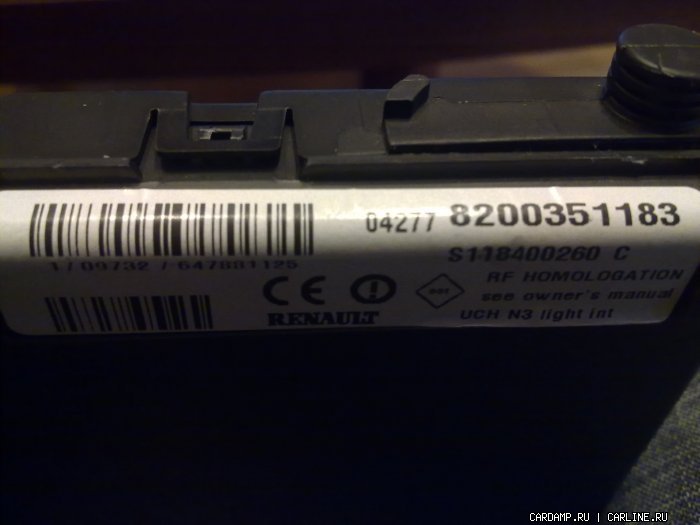 04277 8200351183
S118400260 C
1/09732/647881125
RF HOMOLOGATION
see owner's manual
RENAULT UCH N3 light int
CARDAMP.RU | CARLINE.RU